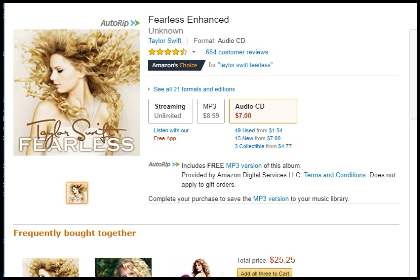 AutoRip
Fearless Enhanced
Unknown
Taylor Swift | Format: Audio CD
664 customer reviews
Amazon's Choice for "taylor swift fearless"
See all 21 formats and editions
Streaming
Unlimited
MP3
$8.99
Audio CD
$7.00
Listen with our
Free App
49 Used from $1.54
15 New from $7.00
3 Collectible from $4.77
Taylor Swift
FEARLESS
AutoRip Includes FREE MP3 version of this album.
Provided by Amazon Digital Services LLC. Terms and Conditions. Does not
apply to gift orders.
Complete your purchase to save the MP3 version to your music library.
Frequently bought together
Total price: $25.25
Add all three to Cart